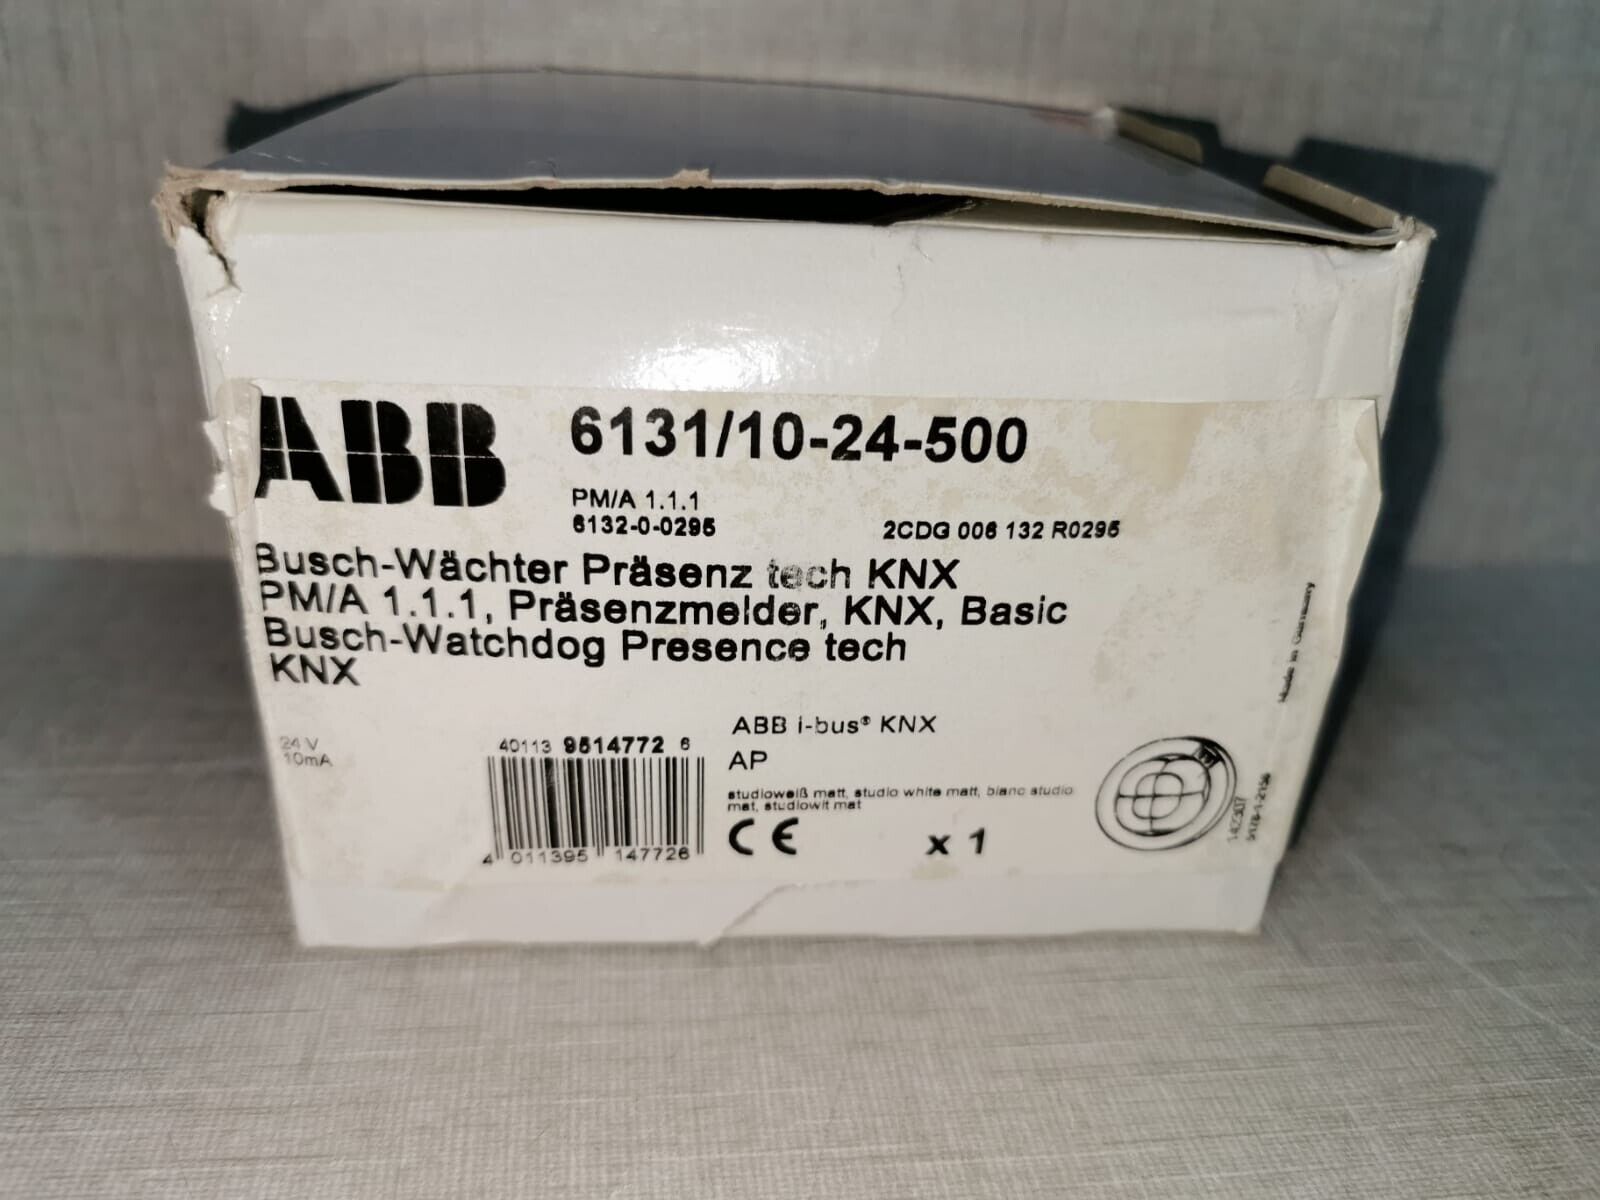 ABB
6131/10-24-500
PM/A 1.1.1
6132-0-0295
2CDG 006 132 R0295
Busch-Wächter Präsenz tech KNX
PM/A 1.1.1, Präsenzmelder, KNX, Basic
Busch-Watchdog Presence tech
KNX
Made in Germany
24 V
10mA
40113 9514772 6
4 011395 147726
ABB i-bus® KNX
AP
studioweiß matt, studio white matt, blanc studio
mat, studiowit mat
CE
x 1